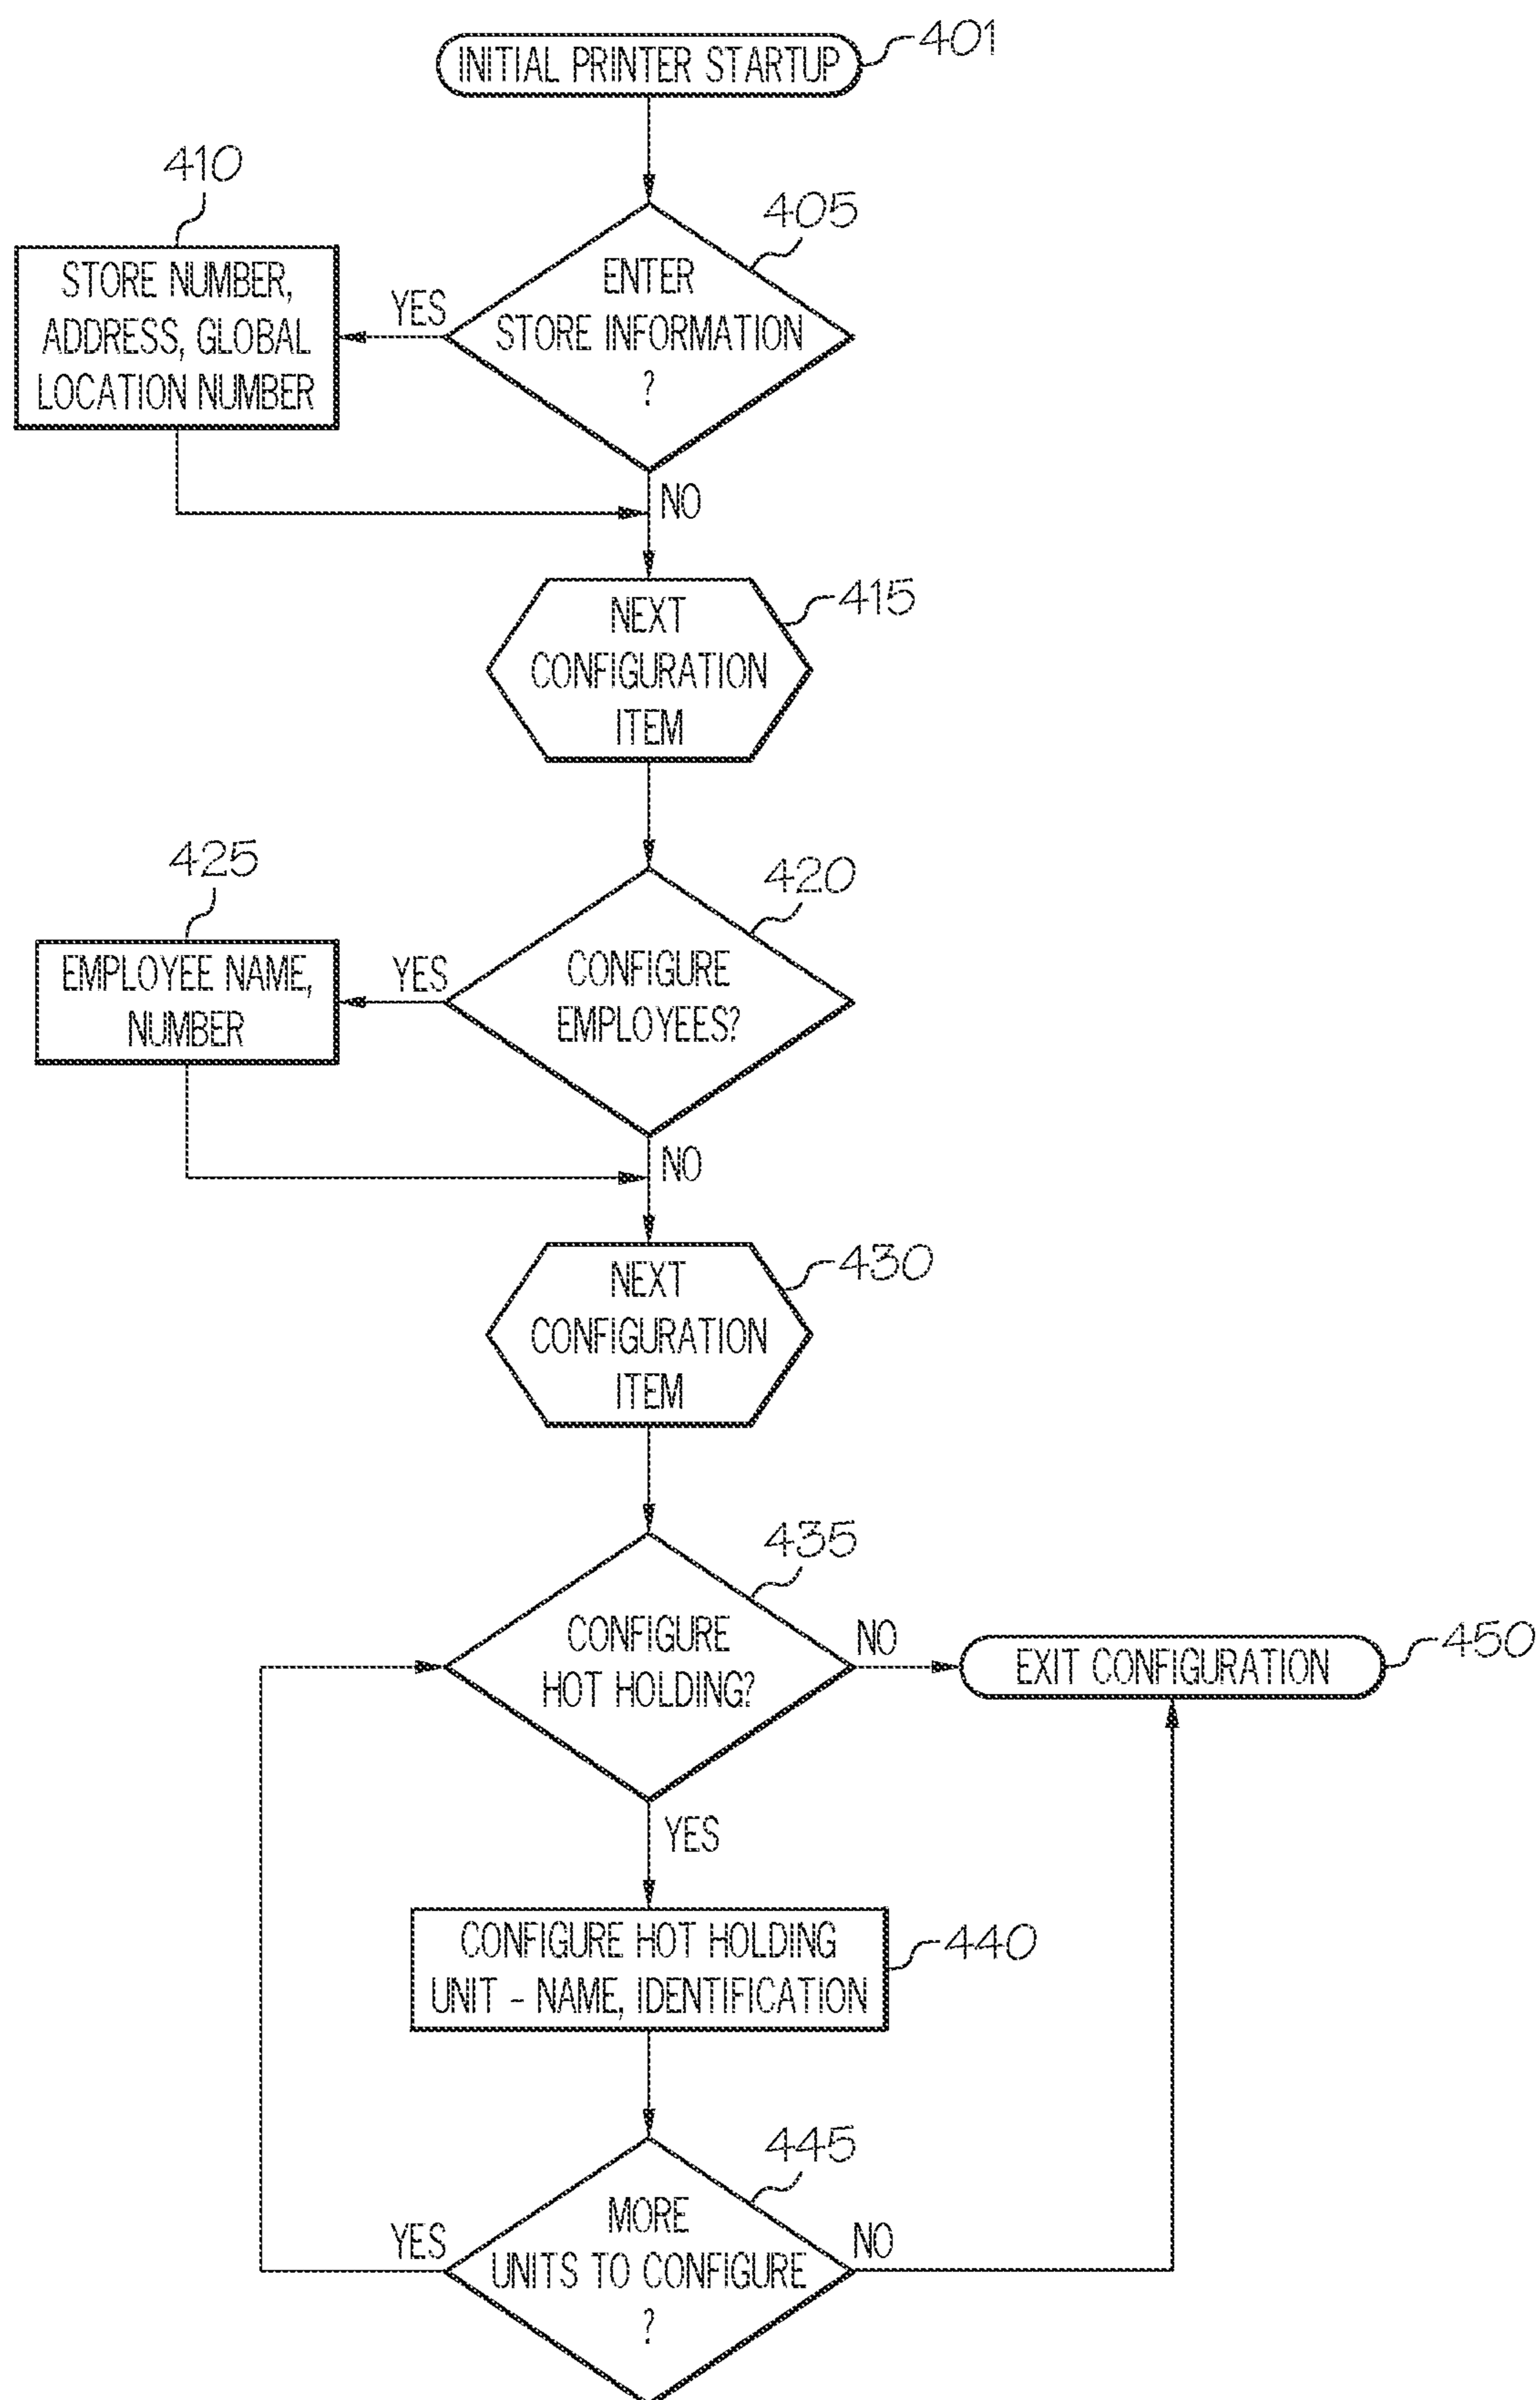 INITIAL PRINTER STARTUP
401
410
405
STORE NUMBER,
ADDRESS, GLOBAL
LOCATION NUMBER
YES
ENTER
STORE INFORMATION
?
NO
NEXT
CONFIGURATION
ITEM
415
425
420
EMPLOYEE NAME,
NUMBER
YES
CONFIGURE
EMPLOYEES?
NO
NEXT
CONFIGURATION
ITEM
430
435
CONFIGURE
HOT HOLDING?
NO
EXIT CONFIGURATION
450
YES
CONFIGURE HOT HOLDING
UNIT - NAME, IDENTIFICATION
440
445
YES
MORE
UNITS TO CONFIGURE
?
NO